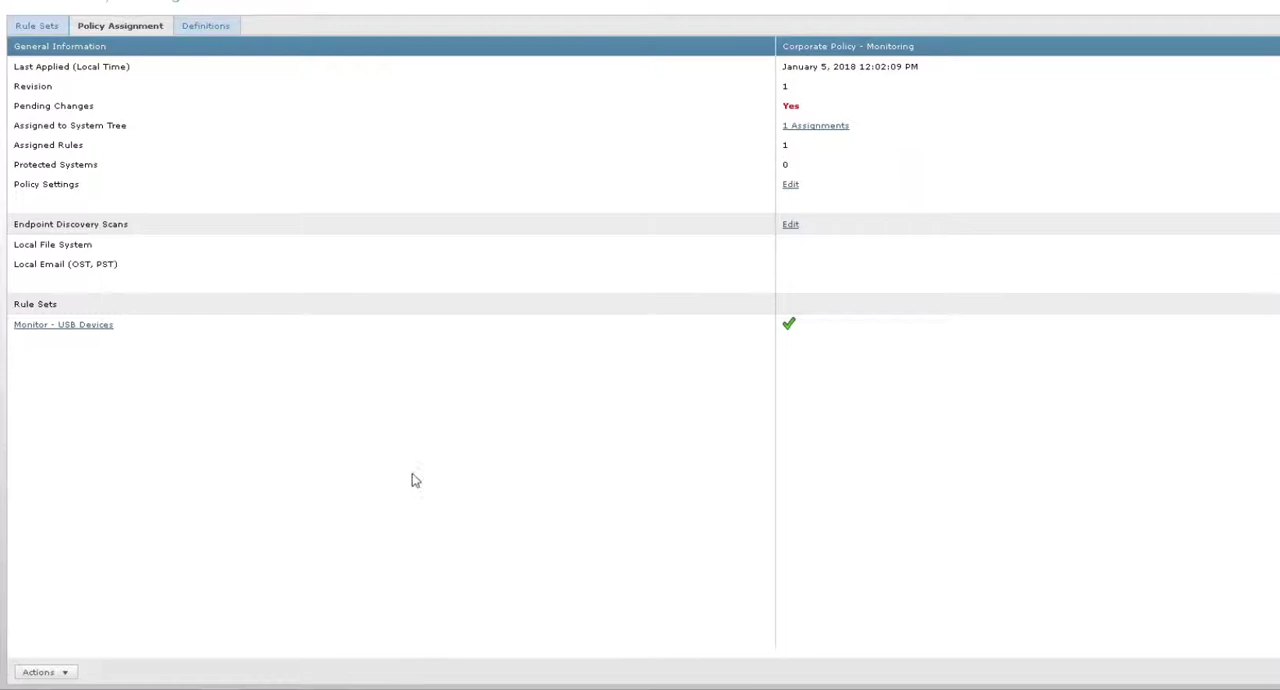 Rule Sets Policy Assignment Definitions
General Information Corporate Policy - Monitoring
Last Applied (Local Time) January 5, 2018 12:02:09 PM
Revision 1
Pending Changes Yes
Assigned to System Tree 1 Assignments
Assigned Rules 1
Protected Systems 0
Policy Settings Edit
Endpoint Discovery Scans Edit
Local File System
Local Email (OST, PST)
Rule Sets
Monitor - USB Devices
Actions